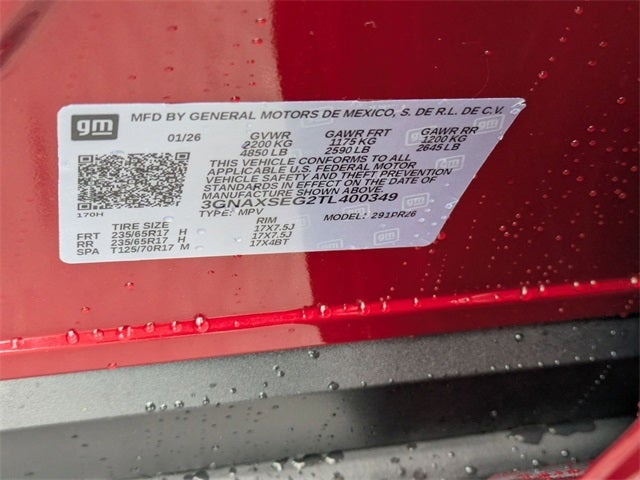 gm
MFD BY GENERAL MOTORS DE MEXICO, S. DE R.L. DE C.V.
01/26 GVWR GAWR FRT GAWR RR
2200 KG 1175 KG 1200 KG
4850 LB 2590 LB 2645 LB
THIS VEHICLE CONFORMS TO ALL
APPLICABLE U.S. FEDERAL MOTOR
VEHICLE SAFETY AND THEFT PREVENTION
STANDARDS IN EFFECT ON THE DATE OF
MANUFACTURE SHOWN ABOVE.
3GNAXSEG2TL400349
170H
TYPE: MPV MODEL: 291PR26
TIRE SIZE RIM
FRT 235/65R17 H 17X7.5J
RR 235/65R17 H 17X7.5J
SPA T125/70R17 M 17X4BT
gm
gm
gm